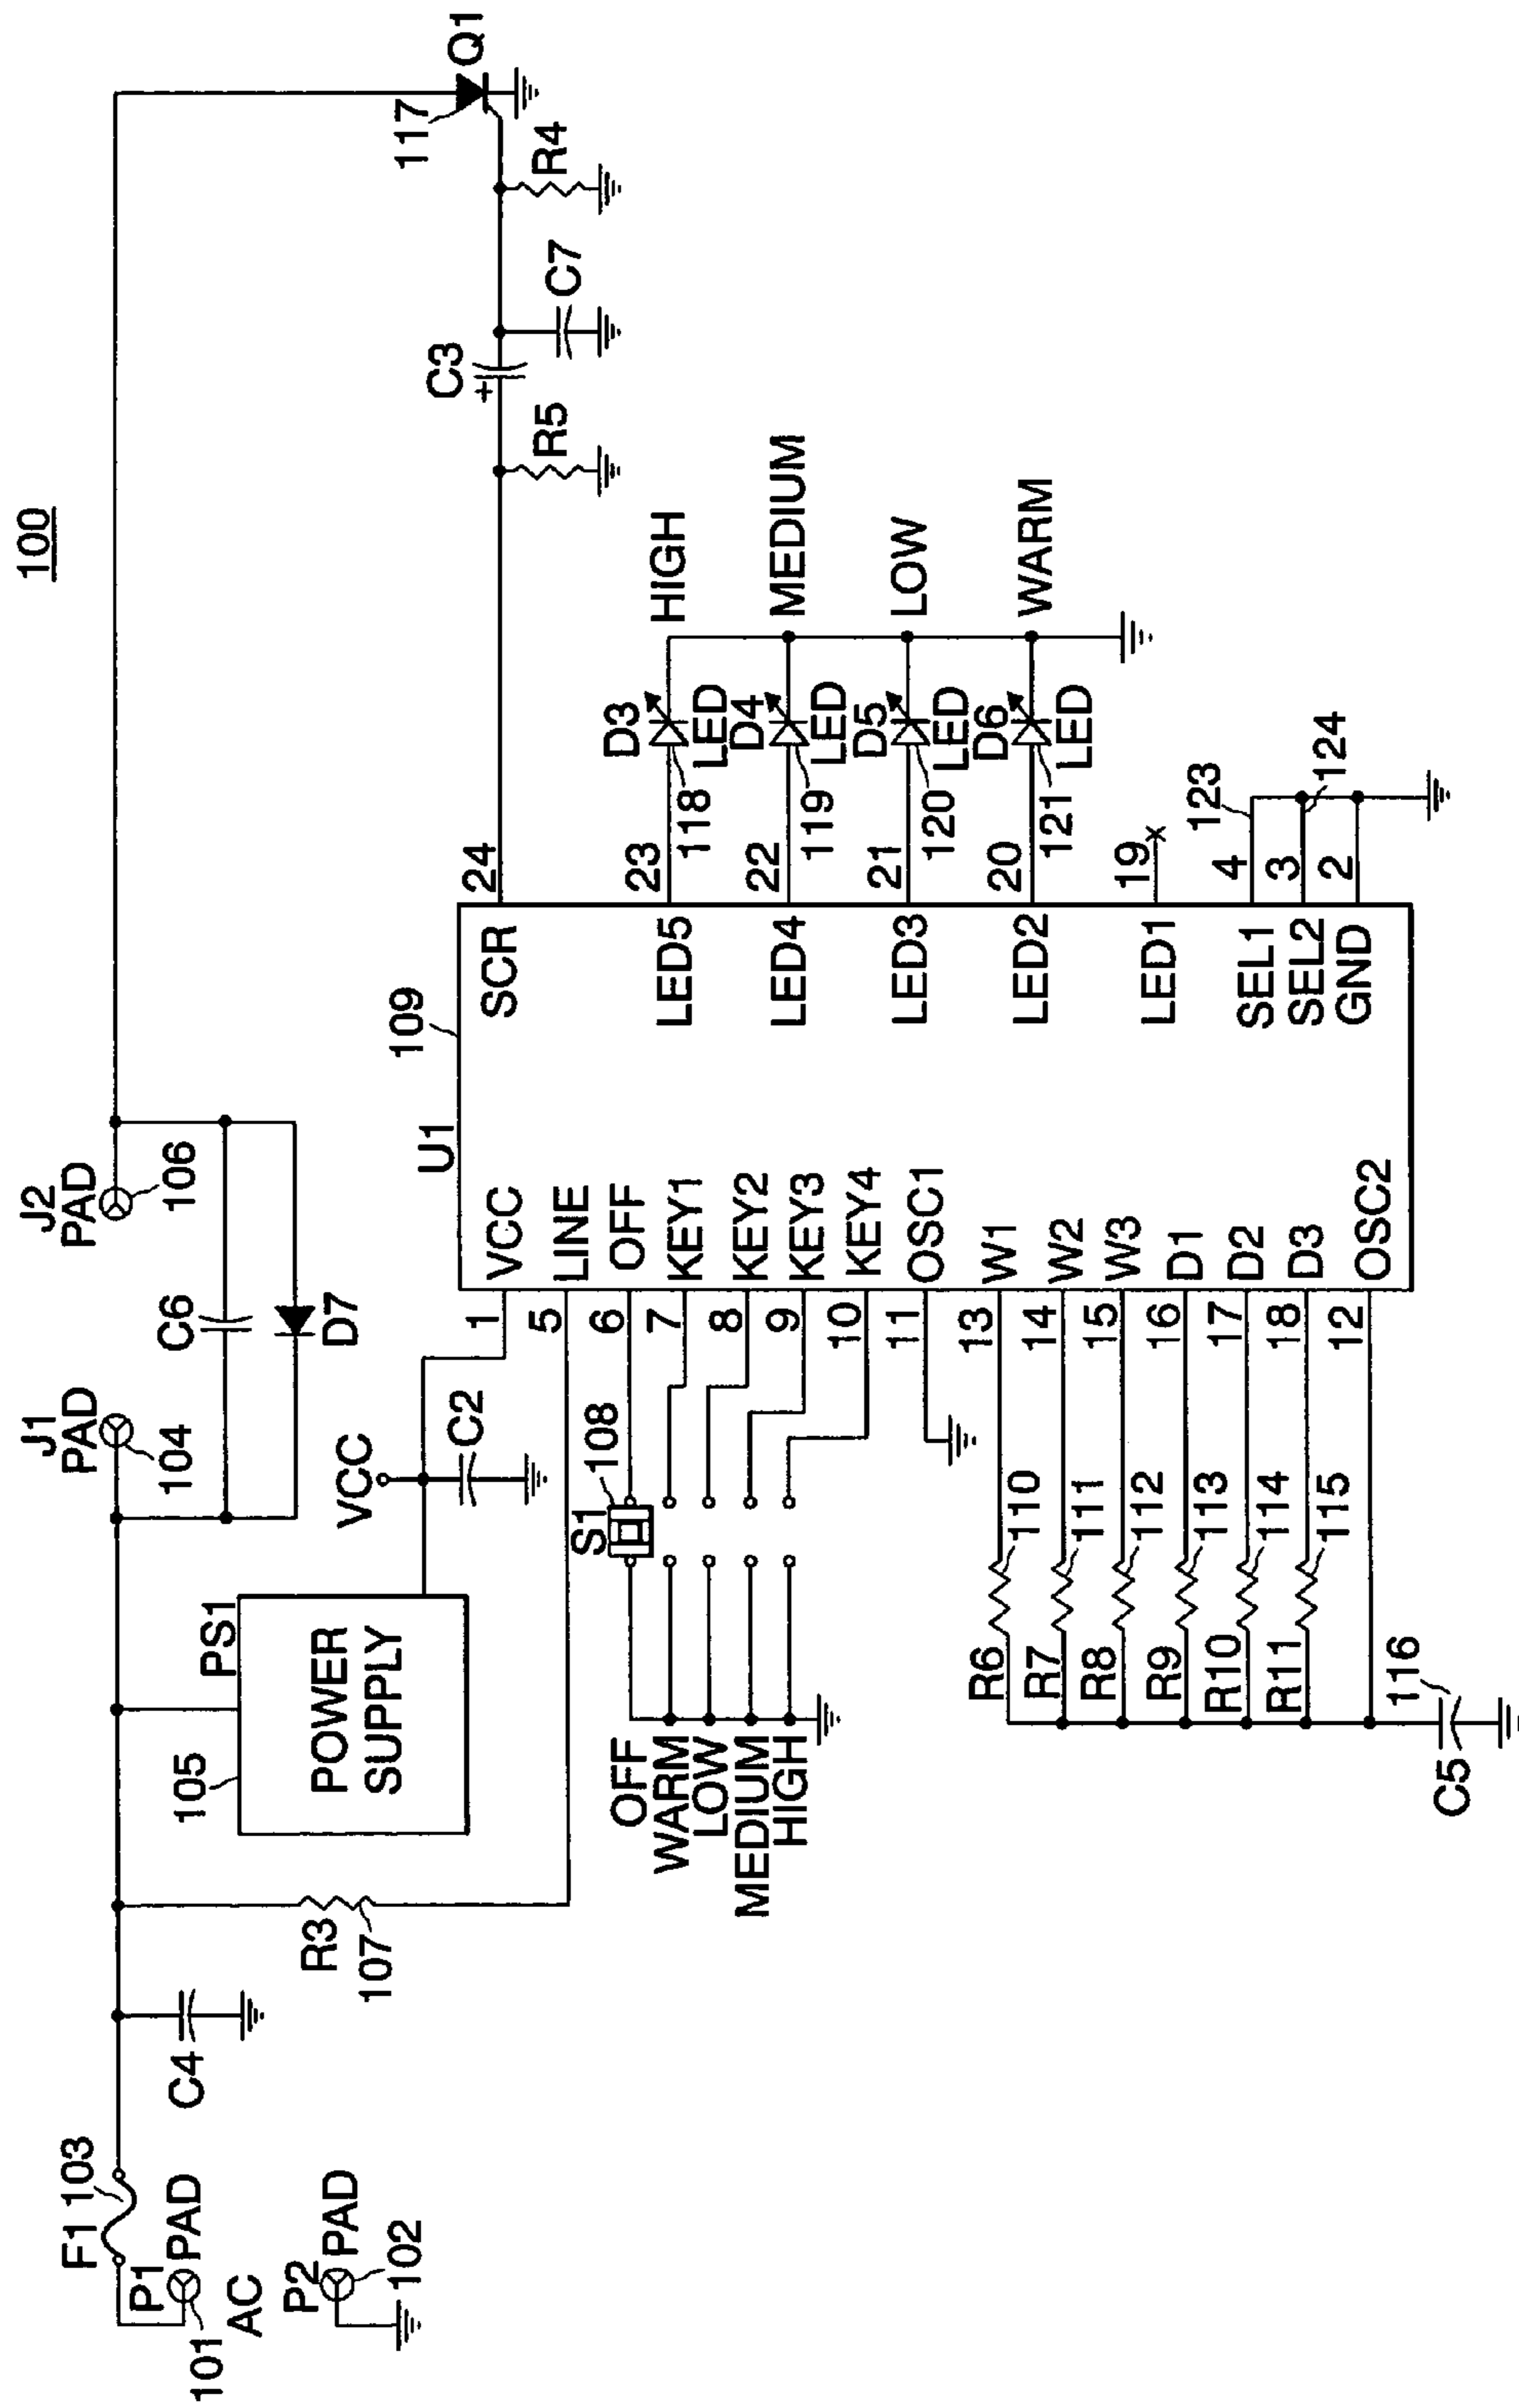 100
F1 103
P1
PAD
101
AC
P2
PAD
102
C4
R3
107
105
PS1
POWER
SUPPLY
J1
PAD
104
J2
PAD
106
C6
D7
VCC
C2
117
Q1
R4
C7
C3
+
R5
S1
108
OFF
WARM
LOW
MEDIUM
HIGH
U1
109
1 VCC
5 LINE
6 OFF
7 KEY1
8 KEY2
9 KEY3
10 KEY4
11 OSC1
13 W1
14 W2
15 W3
16 D1
17 D2
18 D3
12 OSC2
SCR 24
LED5 23
LED4 22
LED3 21
LED2 20
LED1 19
SEL1 4
SEL2 3
GND 2
D3
LED
118
HIGH
D4
LED
119
MEDIUM
D5
LED
120
LOW
D6
LED
121
WARM
123
124
R6 110
R7 111
R8 112
R9 113
R10 114
R11 115
C5
116